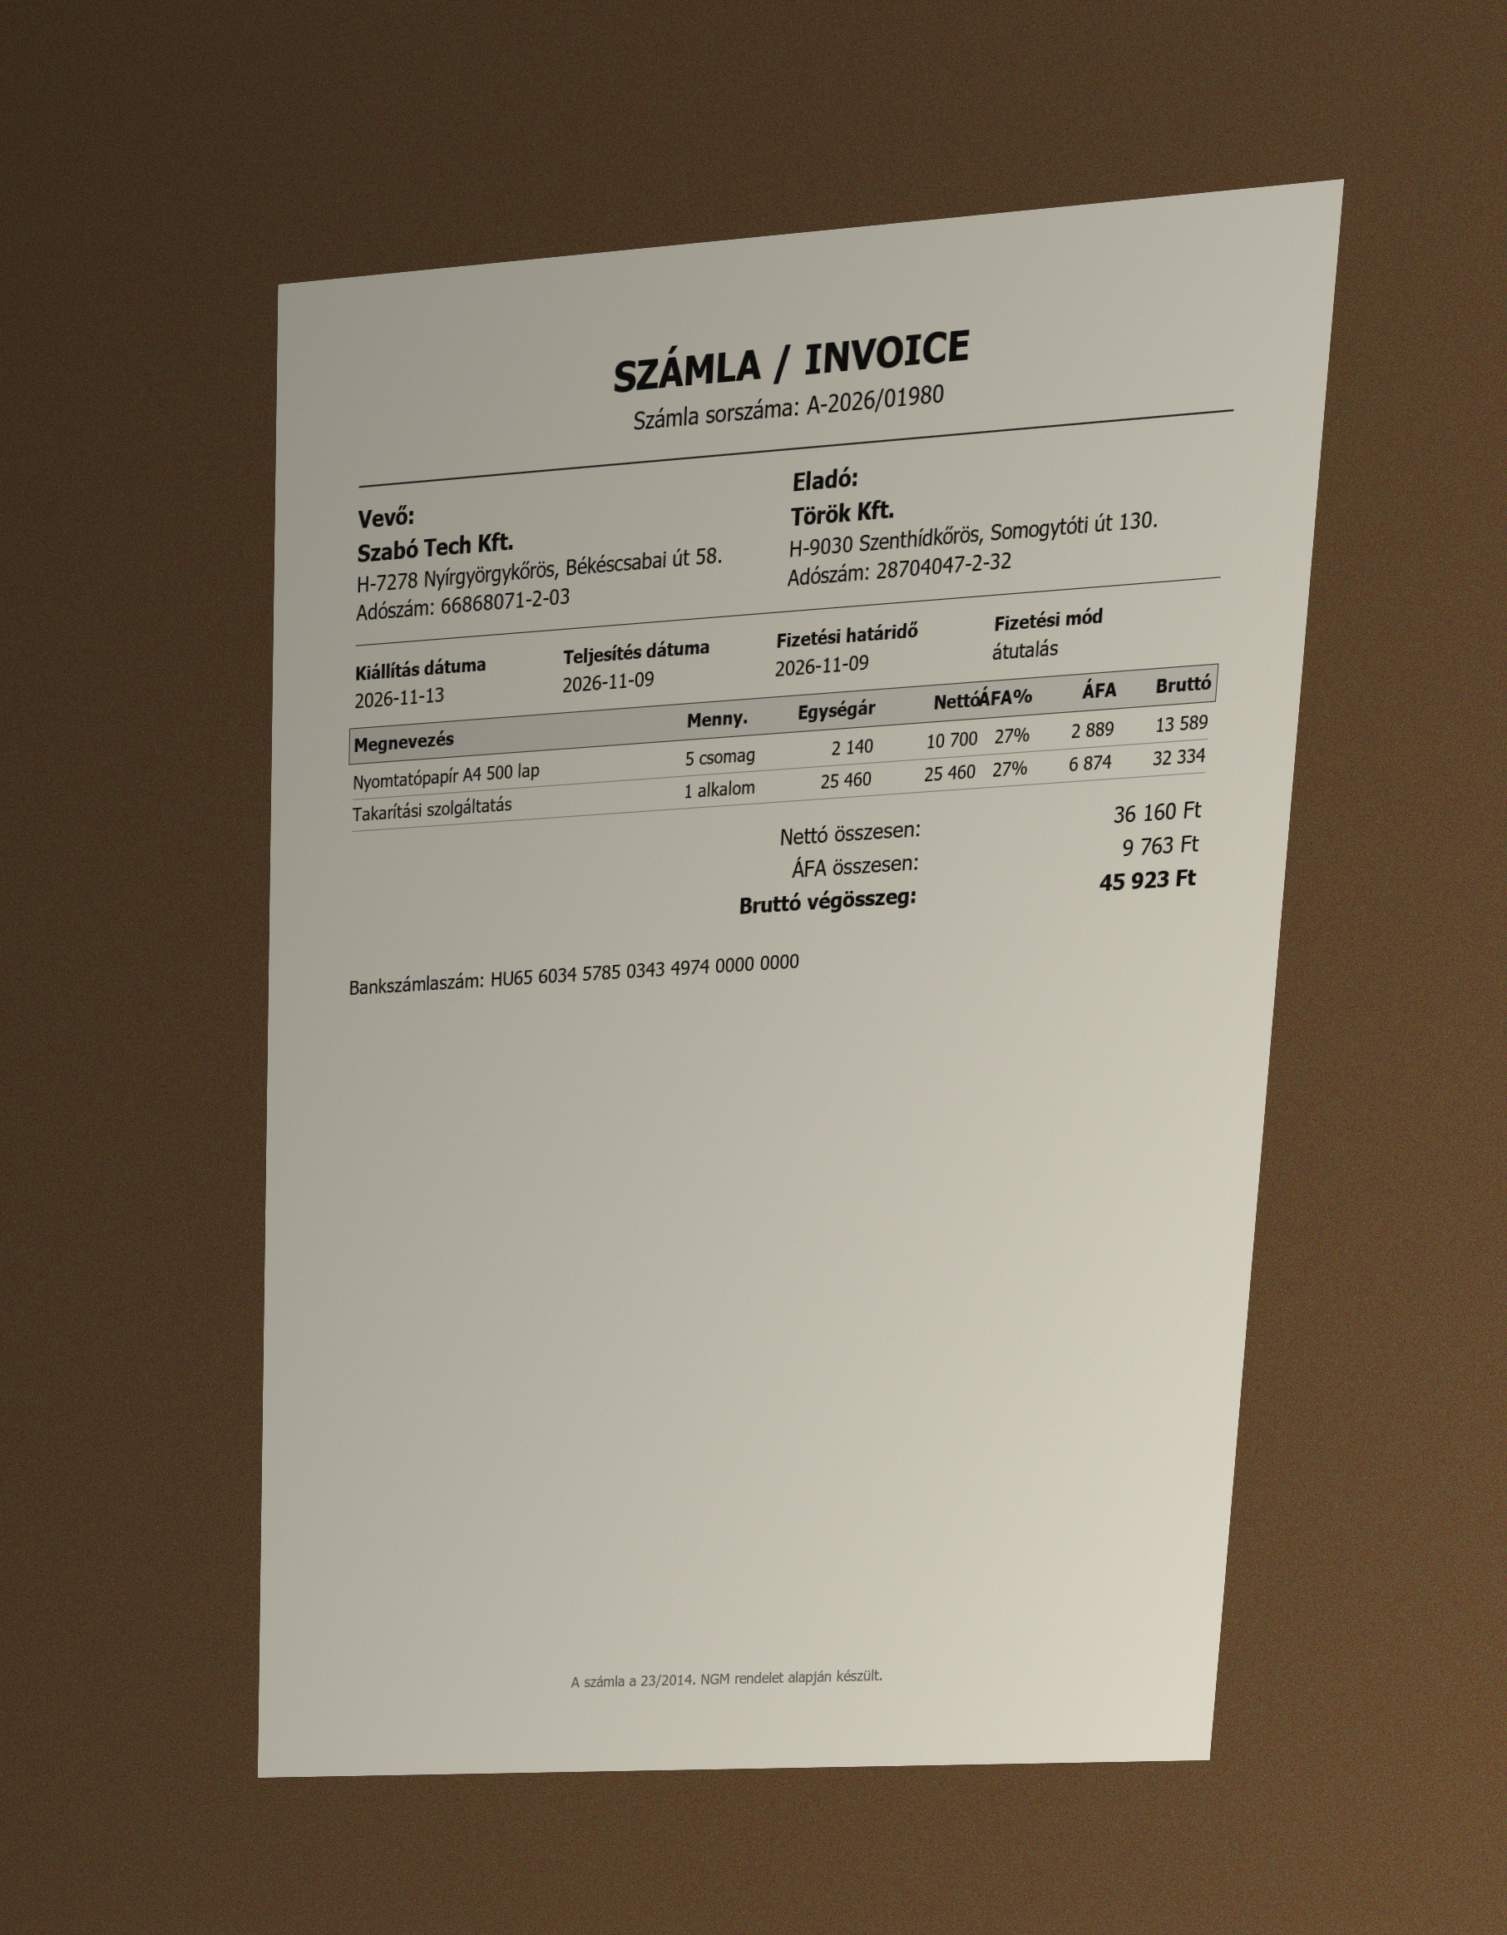 SZÁMLA / INVOICE
Számla sorszáma: A-2026/01980
Vevő:
Szabó Tech Kft.
H-7278 Nyírgyörgykőrös, Békéscsabai út 58.
Adószám: 66868071-2-03
Eladó:
Török Kft.
H-9030 Szenthídkőrös, Somogytóti út 130.
Adószám: 28704047-2-32
Kiállítás dátuma Teljesítés dátuma Fizetési határidő Fizetési mód
2026-11-13 2026-11-09 2026-11-09 átutalás
Megnevezés Menny. Egységár Nettó ÁFA% ÁFA Bruttó
Nyomtatópapír A4 500 lap 5 csomag 2 140 10 700 27% 2 889 13 589
Takarítási szolgáltatás 1 alkalom 25 460 25 460 27% 6 874 32 334
Nettó összesen: 36 160 Ft
ÁFA összesen: 9 763 Ft
Bruttó végösszeg: 45 923 Ft
Bankszámlaszám: HU65 6034 5785 0343 4974 0000 0000
A számla a 23/2014. NGM rendelet alapján készült.